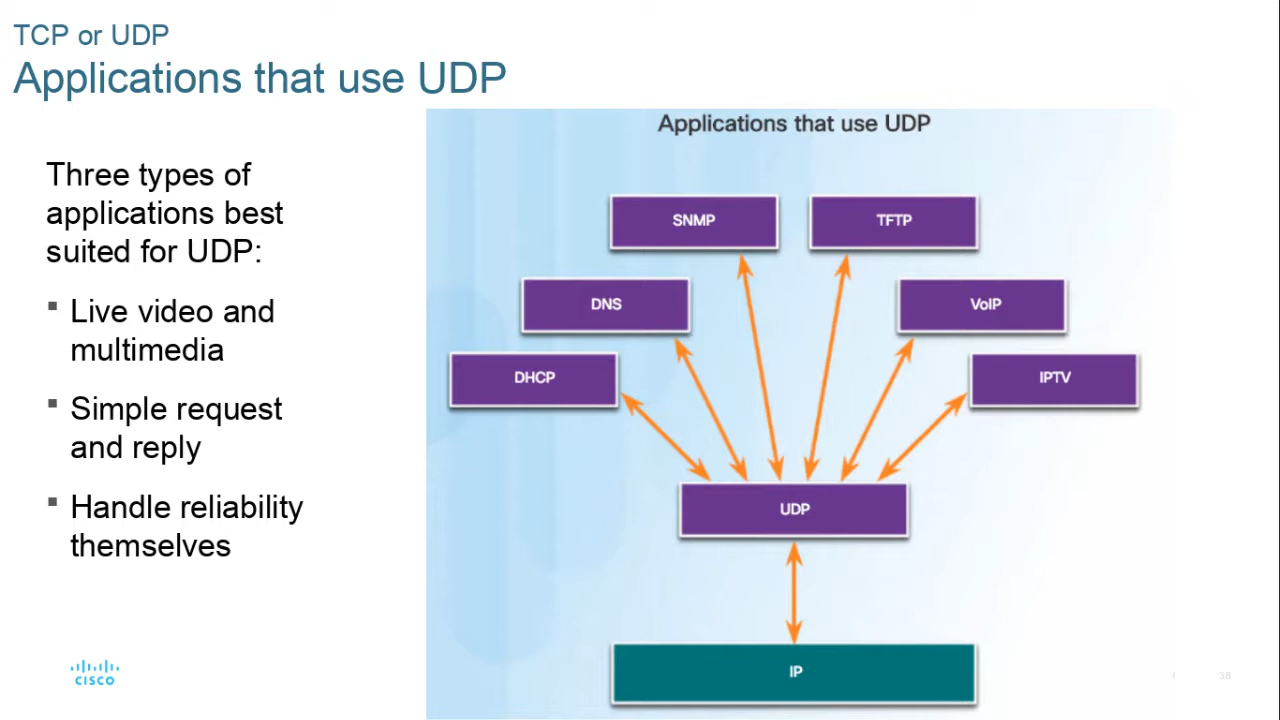 TCP or UDP
Applications that use UDP
Applications that use UDP
Three types of
applications best
suited for UDP:
▪ Live video and
multimedia
▪ Simple request
and reply
▪ Handle reliability
themselves
SNMP
TFTP
DNS
VoIP
DHCP
IPTV
UDP
IP
CISCO
38